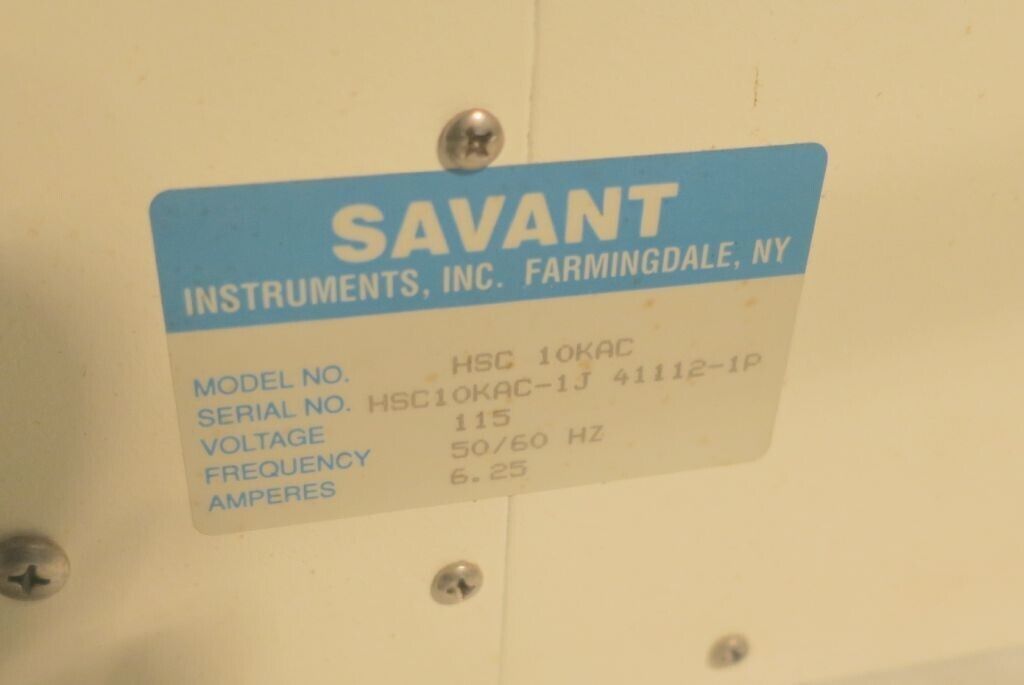 SAVANT
INSTRUMENTS, INC. FARMINGDALE, NY
MODEL NO. HSC 10KAC
SERIAL NO. HSC10KAC-1J 41112-1P
VOLTAGE 115
FREQUENCY 50/60 HZ
AMPERES 6.25